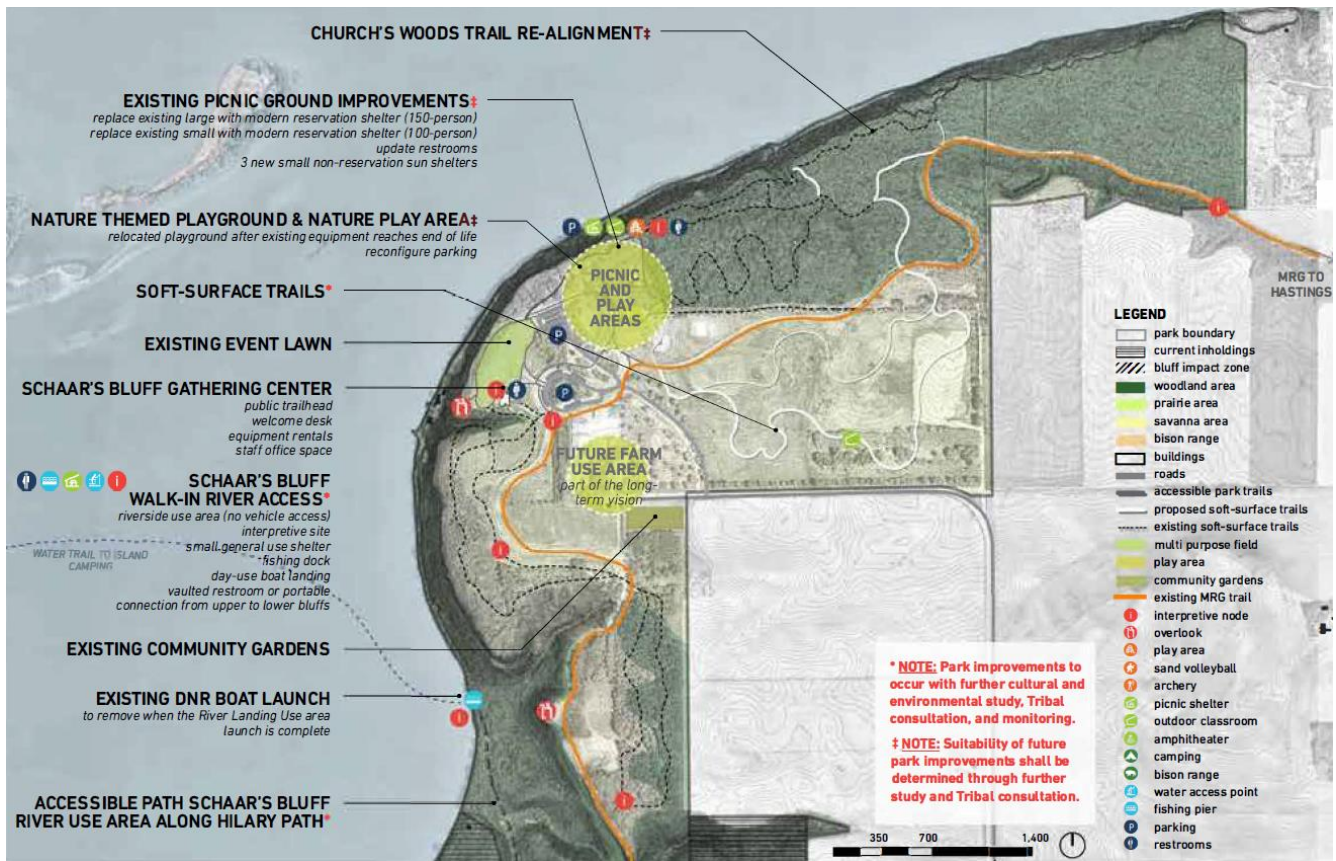 CHURCH'S WOODS TRAIL RE-ALIGNMENT‡
EXISTING PICNIC GROUND IMPROVEMENTS‡
replace existing large with modern reservation shelter (150-person)
replace existing small with modern reservation shelter (100-person)
update restrooms
3 new small non-reservation sun shelters
NATURE THEMED PLAYGROUND & NATURE PLAY AREA‡
relocated playground after existing equipment reaches end of life
reconfigure parking
SOFT-SURFACE TRAILS*
EXISTING EVENT LAWN
SCHAAR'S BLUFF GATHERING CENTER
public trailhead
welcome desk
equipment rentals
staff office space
SCHAAR'S BLUFF
WALK-IN RIVER ACCESS*
riverside use area (no vehicle access)
interpretive site
small general use shelter
fishing dock
day-use boat landing
vaulted restroom or portable
connection from upper to lower bluffs
WATER TRAIL TO ISLAND
CAMPING
EXISTING COMMUNITY GARDENS
EXISTING DNR BOAT LAUNCH
to remove when the River Landing Use area
launch is complete
ACCESSIBLE PATH SCHAAR'S BLUFF
RIVER USE AREA ALONG HILARY PATH*
PICNIC
AND
PLAY
AREAS
P
P
P
FUTURE FARM
USE AREA
part of the long-
term vision
MRG TO
HASTINGS
LEGEND
park boundary
current inholdings
bluff impact zone
woodland area
prairie area
savanna area
bison range
buildings
roads
accessible park trails
proposed soft-surface trails
existing soft-surface trails
multi purpose field
play area
community gardens
existing MRG trail
interpretive node
overlook
play area
sand volleyball
archery
picnic shelter
outdoor classroom
amphitheater
camping
bison range
water access point
fishing pier
P parking
restrooms
* NOTE: Park improvements to
occur with further cultural and
environmental study, Tribal
consultation, and monitoring.
‡ NOTE: Suitability of future
park improvements shall be
determined through further
study and Tribal consultation.
350 700 1,400